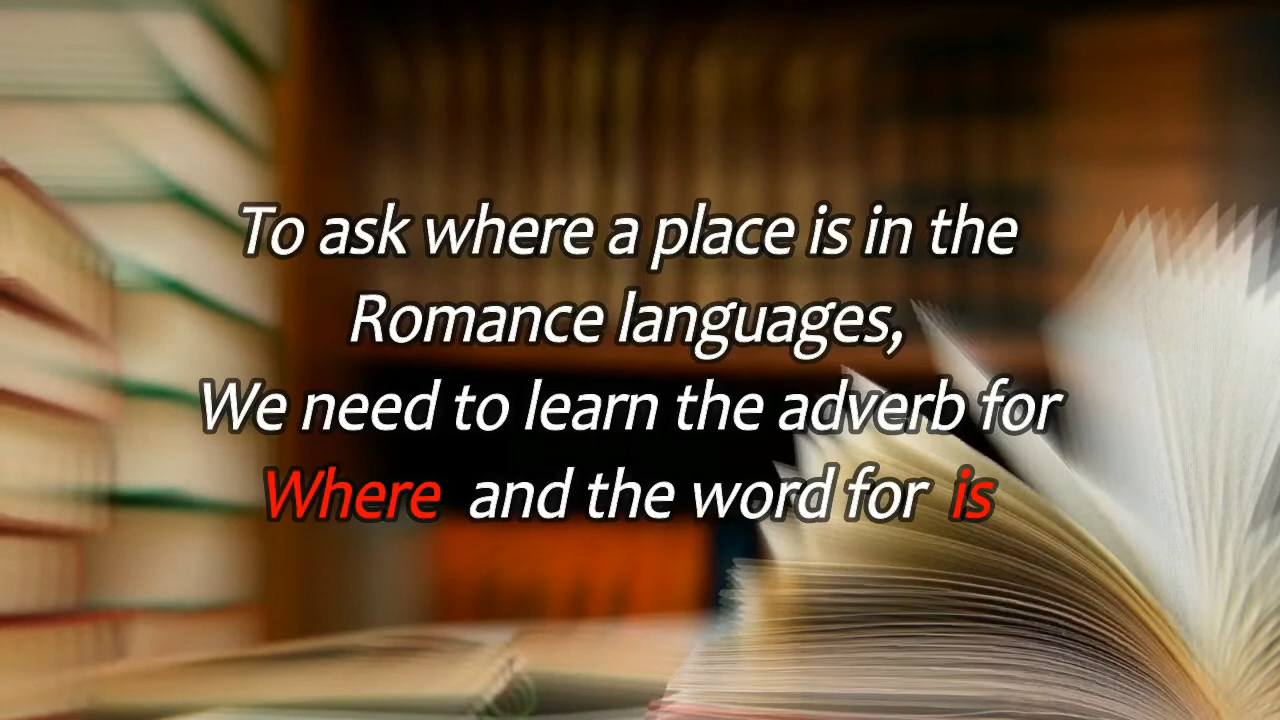 To ask where a place is in the
Romance languages,
We need to learn the adverb for
Where and the word for is